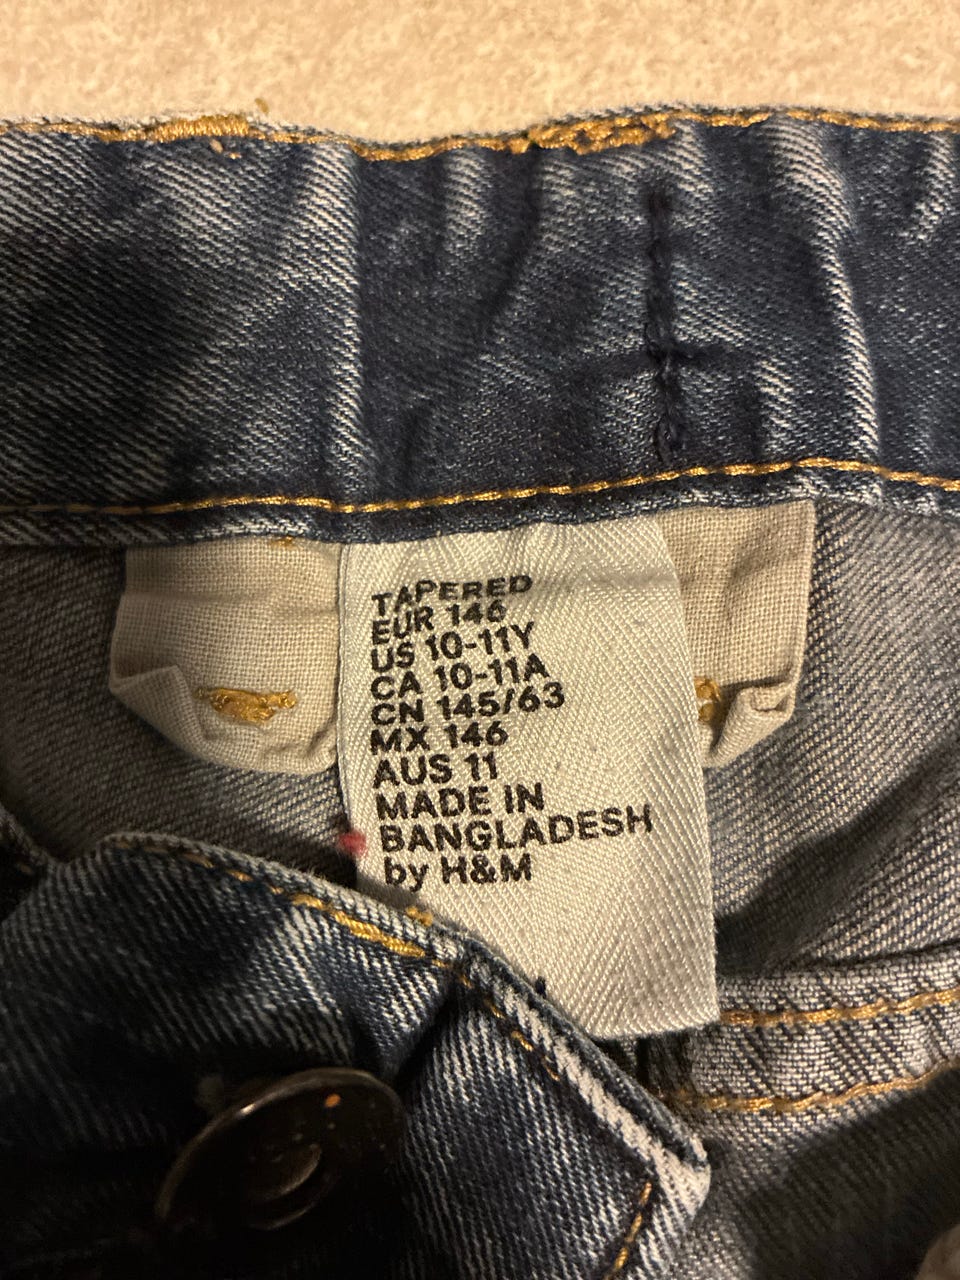 TAPERED
EUR 146
US 10-11Y
CA 10-11A
CN 145/63
MX 146
AUS 11
MADE IN
BANGLADESH
by H&M